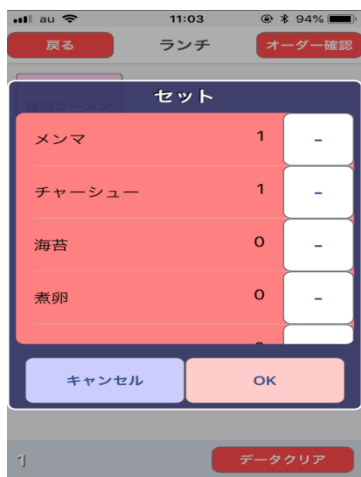 au 11:03 94%
戻る ランチ オーダー確認
セット
メンマ 1 -
チャーシュー 1 -
海苔 0 -
煮卵 0 -
キャンセル OK
1 データクリア